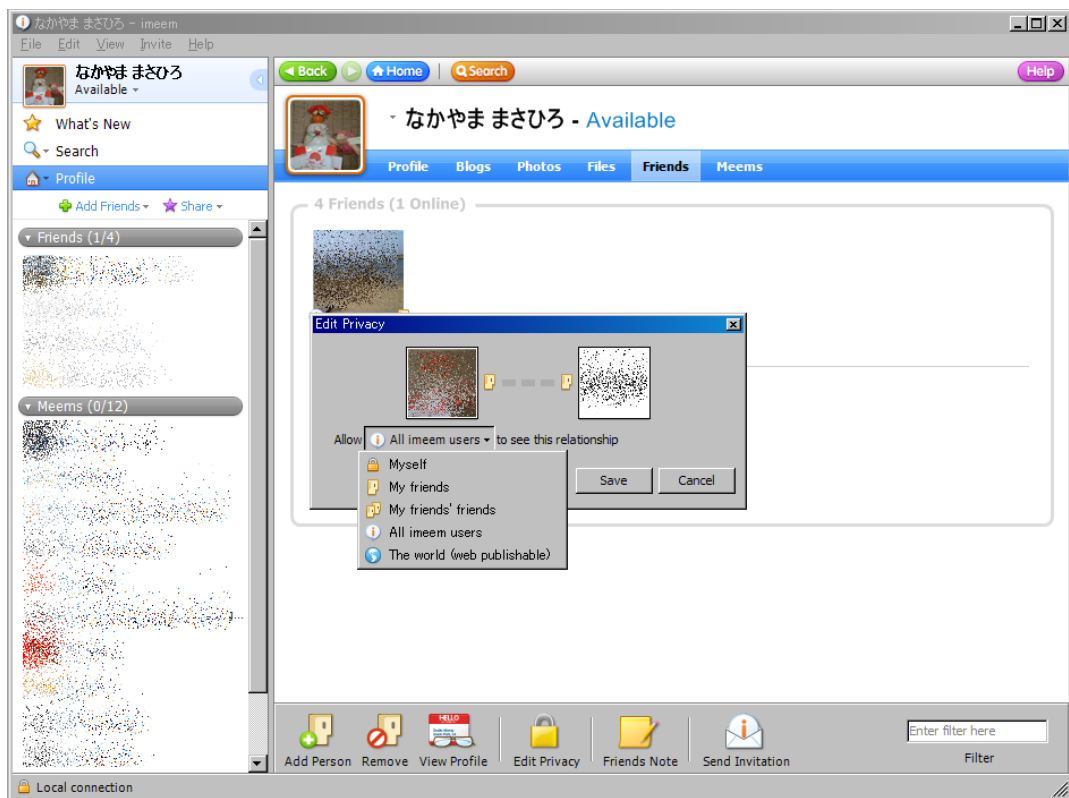 なかやま まさひろ - imeem
File Edit View Invite Help
なかやま まさひろ
Available
What's New
Search
Profile
Add Friends Share
Friends (1/4)
Meems (0/12)
Back Home Search Help
なかやま まさひろ - Available
Profile Blogs Photos Files Friends Meems
4 Friends (1 Online)
Edit Privacy
Allow All imeem users to see this relationship
Myself
My friends
My friends' friends
All imeem users
The world (web publishable)
Save Cancel
HELLO
Add Person Remove View Profile Edit Privacy Friends Note Send Invitation
Enter filter here
Filter
Local connection